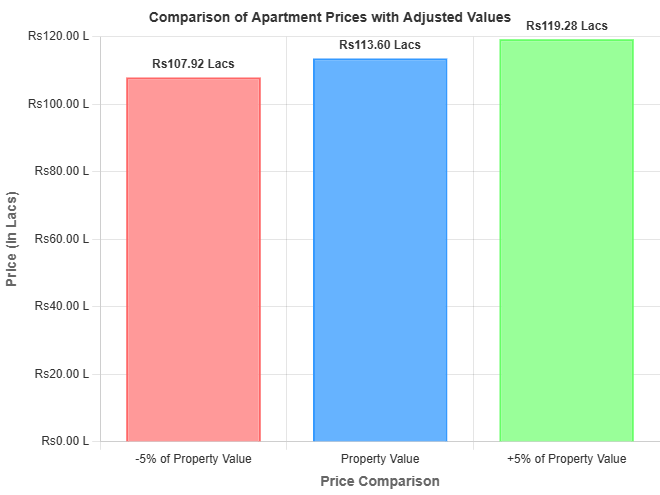 Comparison of Apartment Prices with Adjusted Values
Rs119.28 Lacs
Rs113.60 Lacs
Rs107.92 Lacs
Rs120.00 L
Rs100.00 L
Rs80.00 L
Rs60.00 L
Rs40.00 L
Rs20.00 L
Rs0.00 L
Price (In Lacs)
-5% of Property Value
Property Value
+5% of Property Value
Price Comparison